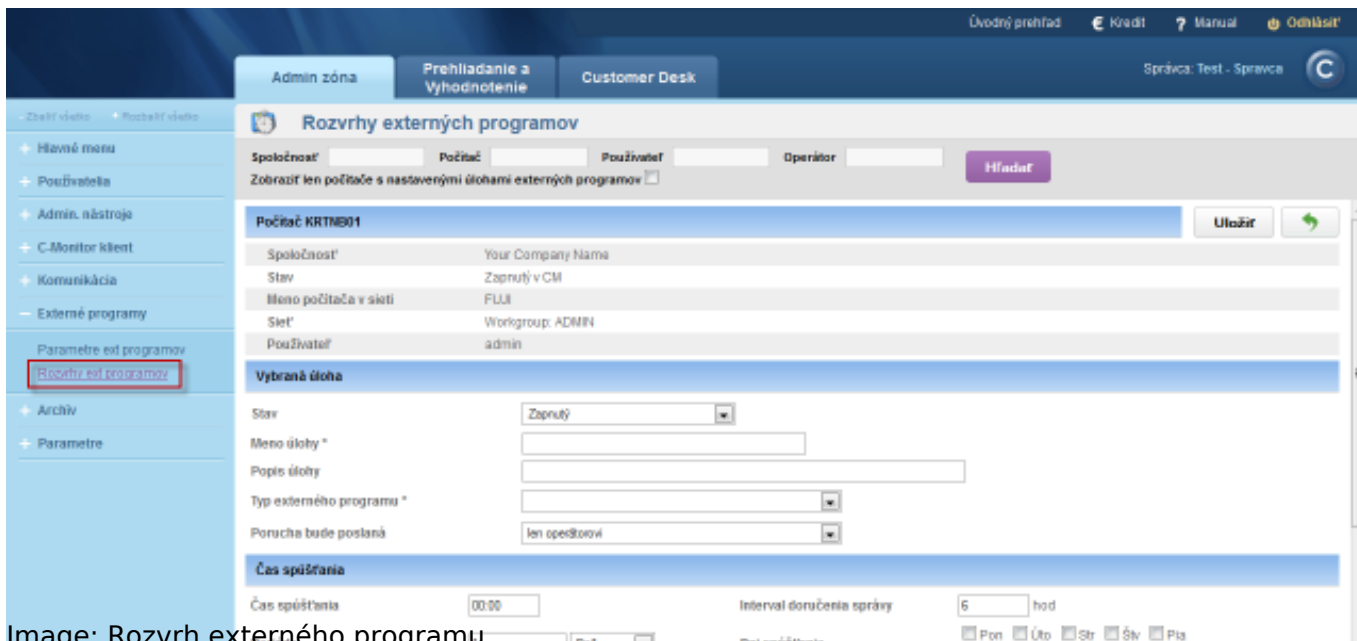 Úvodný prehľad € Kredit ? Manual Odhlásiť
Admin zóna Prehliadanie a Vyhodnotenie Customer Desk Správca: Test - Spravca
Zbaliť všetko Rozbaliť všetko
Rozvrhy externých programov
Hlavné menu
Používatelia
Admin. nástroje
C-Monitor klient
Komunikácia
Externé programy
Parametre ext programov
Rozvrhy ext programov
Archív
Parametre
Spoločnosť Počítač Používateľ Operátor Hľadať
Zobraziť len počítače s nastavenými úlohami externých programov
Počítač KRTNB01 Uložiť
Spoločnosť Your Company Name
Stav Zapnutý v CM
Meno počítača v sieti FUJI
Sieť Workgroup: ADMIN
Používateľ admin
Vybraná úloha
Stav Zapnutý
Meno úlohy *
Popis úlohy
Typ externého programu *
Porucha bude poslaná len operátorovi
Čas spúšťania
Čas spúšťania 00:00 Interval doručenia správy 6 hod
Pon Úto Str Štv Pia
Image: Rozvrh externého programu